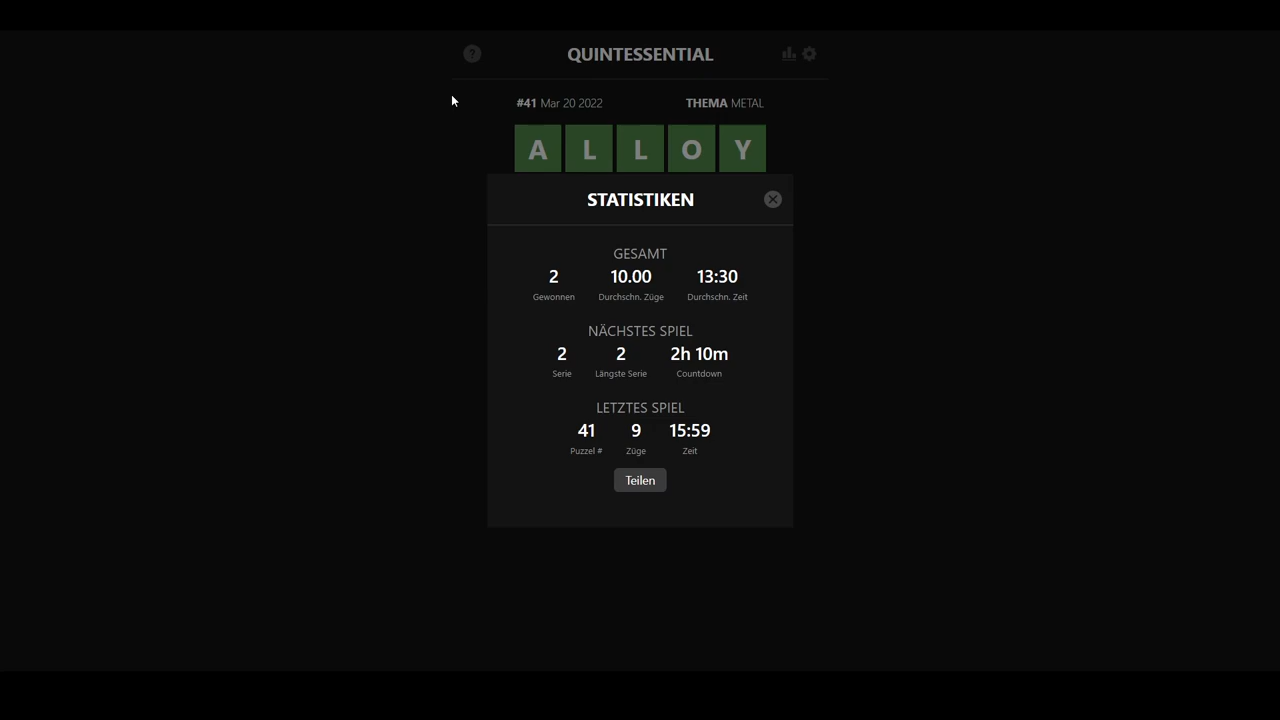 ?
QUINTESSENTIAL
#41 Mar 20 2022 THEMA METAL
A L L O Y
STATISTIKEN
GESAMT
2 10.00 13:30
Gewonnen Durchschn. Züge Durchschn. Zeit
NÄCHSTES SPIEL
2 2 2h 10m
Serie Längste Serie Countdown
LETZTES SPIEL
41 9 15:59
Puzzel # Züge Zeit
Teilen